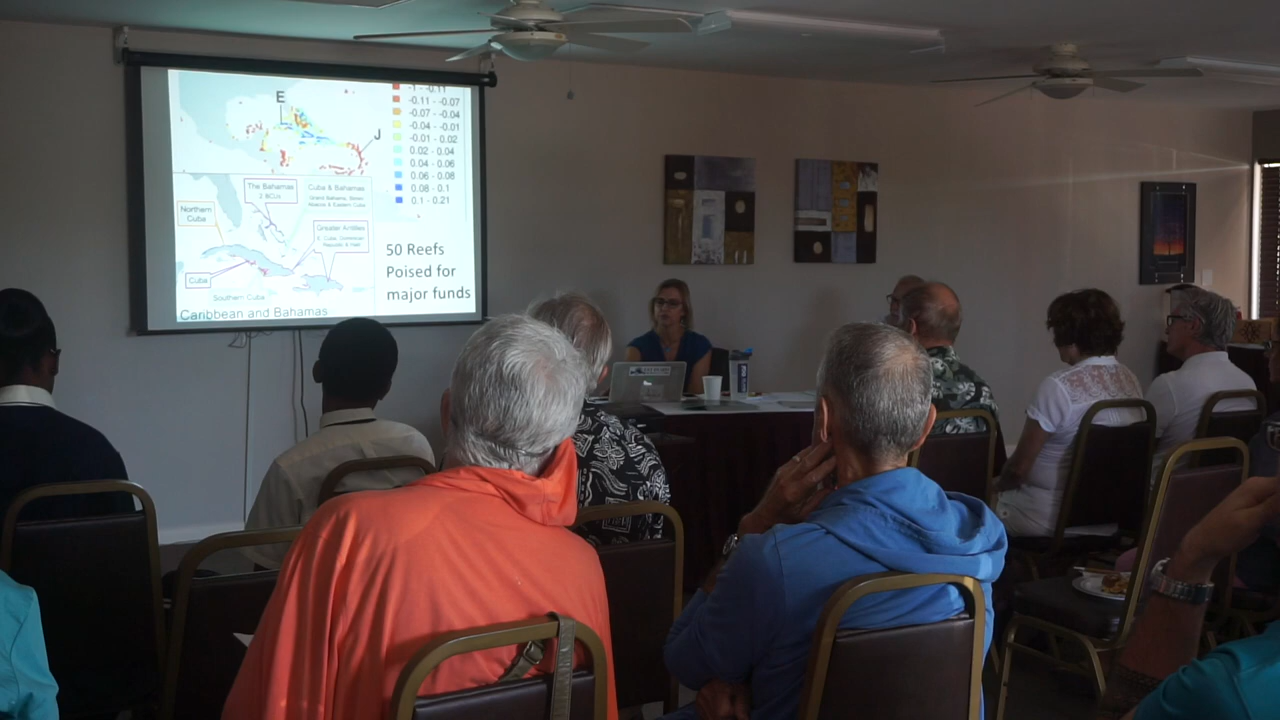 -1 - -0.11
-0.11 - -0.07
-0.07 - -0.04
-0.04 - -0.01
-0.01 - 0.02
0.02 - 0.04
0.04 - 0.06
0.06 - 0.08
0.08 - 0.1
0.1 - 0.21
E
J
The Bahamas
2 BCUs
Cuba & Bahamas
Northern
Cuba
Greater Antilles
Cuba
Southern Cuba
Caribbean and Bahamas
50 Reefs
Poised for
major funds